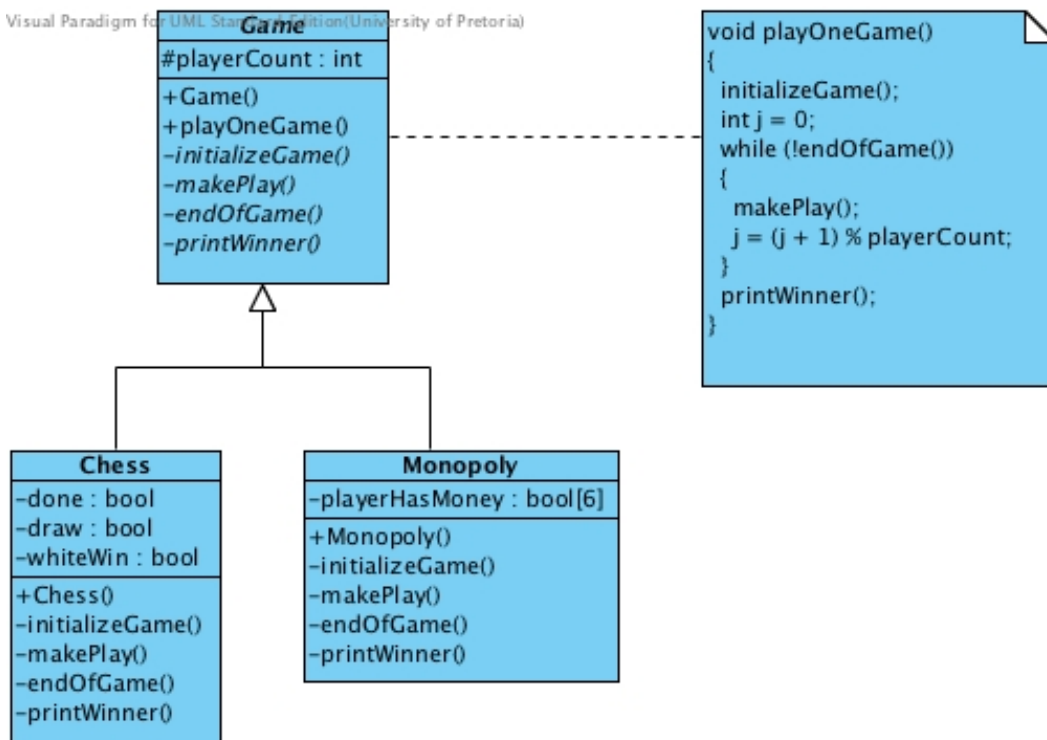 Visual Paradigm for UML Standard Edition(University of Pretoria)
Game
#playerCount : int
+Game()
+playOneGame()
-initializeGame()
-makePlay()
-endOfGame()
-printWinner()
void playOneGame()
{
initializeGame();
int j = 0;
while (!endOfGame())
{
makePlay();
j = (j + 1) % playerCount;
}
printWinner();
}
Chess
-done : bool
-draw : bool
-whiteWin : bool
+Chess()
-initializeGame()
-makePlay()
-endOfGame()
-printWinner()
Monopoly
-playerHasMoney : bool[6]
+Monopoly()
-initializeGame()
-makePlay()
-endOfGame()
-printWinner()